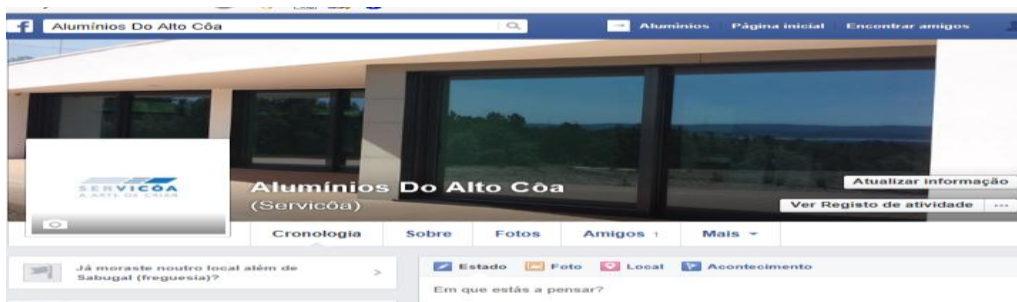 f Alumínios Do Alto Côa Alumínios Página inicial Encontrar amigos
SERVICÔA
A ARTE DE CRIAR
Alumínios Do Alto Côa
(Servicôa)
Atualizar informação
Ver Registo de atividade ...
Cronologia Sobre Fotos Amigos 1 Mais
Já moraste noutro local além de
Sabugal (freguesia)?
Estado Foto Local Acontecimento
Em que estás a pensar?